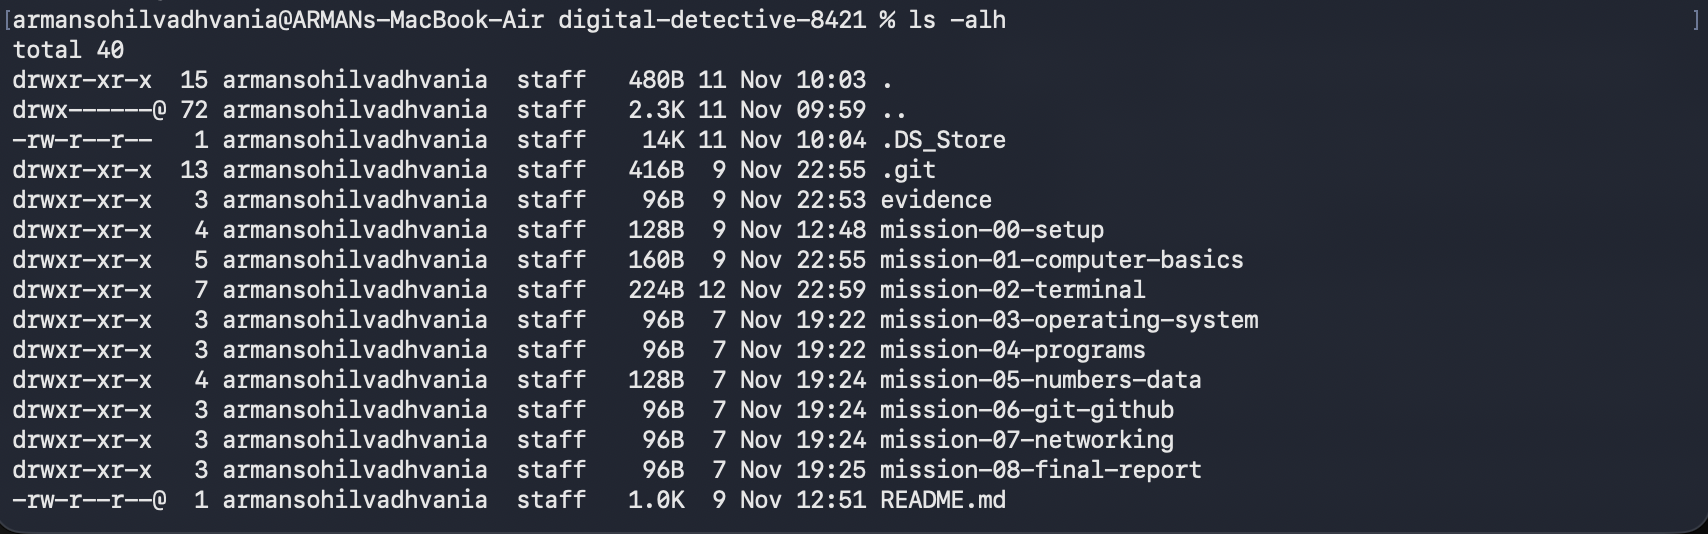 [armansohilvadhvania@ARMANs-MacBook-Air digital-detective-8421 % ls -alh ]
total 40
drwxr-xr-x  15 armansohilvadhvania  staff   480B 11 Nov 10:03 .
drwx------@ 72 armansohilvadhvania  staff   2.3K 11 Nov 09:59 ..
-rw-r--r--   1 armansohilvadhvania  staff    14K 11 Nov 10:04 .DS_Store
drwxr-xr-x  13 armansohilvadhvania  staff   416B  9 Nov 22:55 .git
drwxr-xr-x   3 armansohilvadhvania  staff    96B  9 Nov 22:53 evidence
drwxr-xr-x   4 armansohilvadhvania  staff   128B  9 Nov 12:48 mission-00-setup
drwxr-xr-x   5 armansohilvadhvania  staff   160B  9 Nov 22:55 mission-01-computer-basics
drwxr-xr-x   7 armansohilvadhvania  staff   224B 12 Nov 22:59 mission-02-terminal
drwxr-xr-x   3 armansohilvadhvania  staff    96B  7 Nov 19:22 mission-03-operating-system
drwxr-xr-x   3 armansohilvadhvania  staff    96B  7 Nov 19:22 mission-04-programs
drwxr-xr-x   4 armansohilvadhvania  staff   128B  7 Nov 19:24 mission-05-numbers-data
drwxr-xr-x   3 armansohilvadhvania  staff    96B  7 Nov 19:24 mission-06-git-github
drwxr-xr-x   3 armansohilvadhvania  staff    96B  7 Nov 19:24 mission-07-networking
drwxr-xr-x   3 armansohilvadhvania  staff    96B  7 Nov 19:25 mission-08-final-report
-rw-r--r--@  1 armansohilvadhvania  staff   1.0K  9 Nov 12:51 README.md